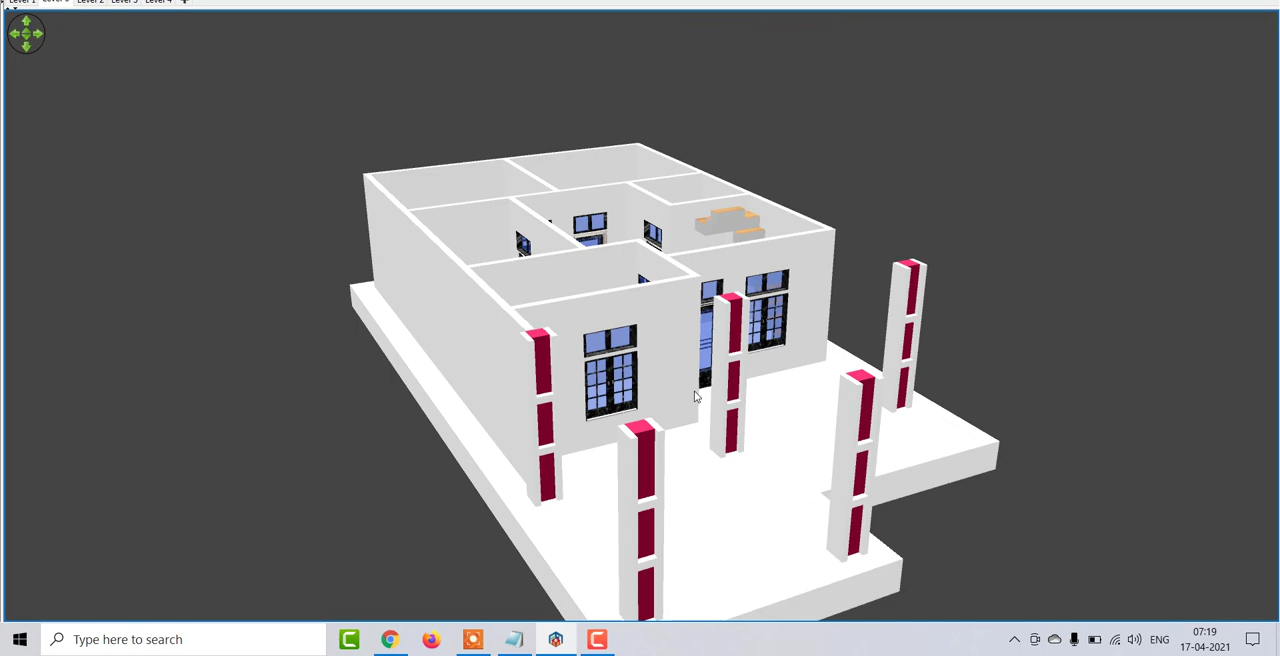 Level 1 Level 2 Level 3 Level 4 +
Type here to search
ENG
07:19
17-04-2021